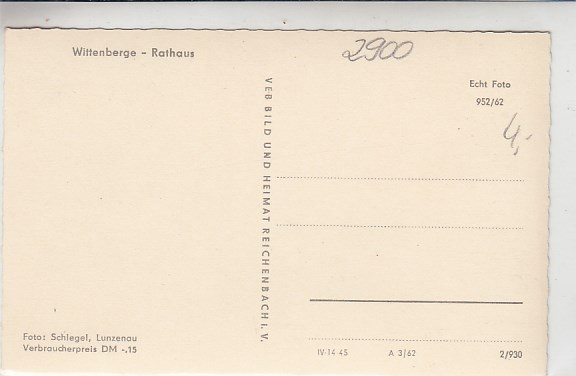 Wittenberge - Rathaus
2900
Echt Foto
952/62
4,-
VEB BILD UND HEIMAT REICHENBACH I. V.
Foto: Schlegel, Lunzenau
Verbraucherpreis DM -,15
IV-14-45 A 3/62 2/930